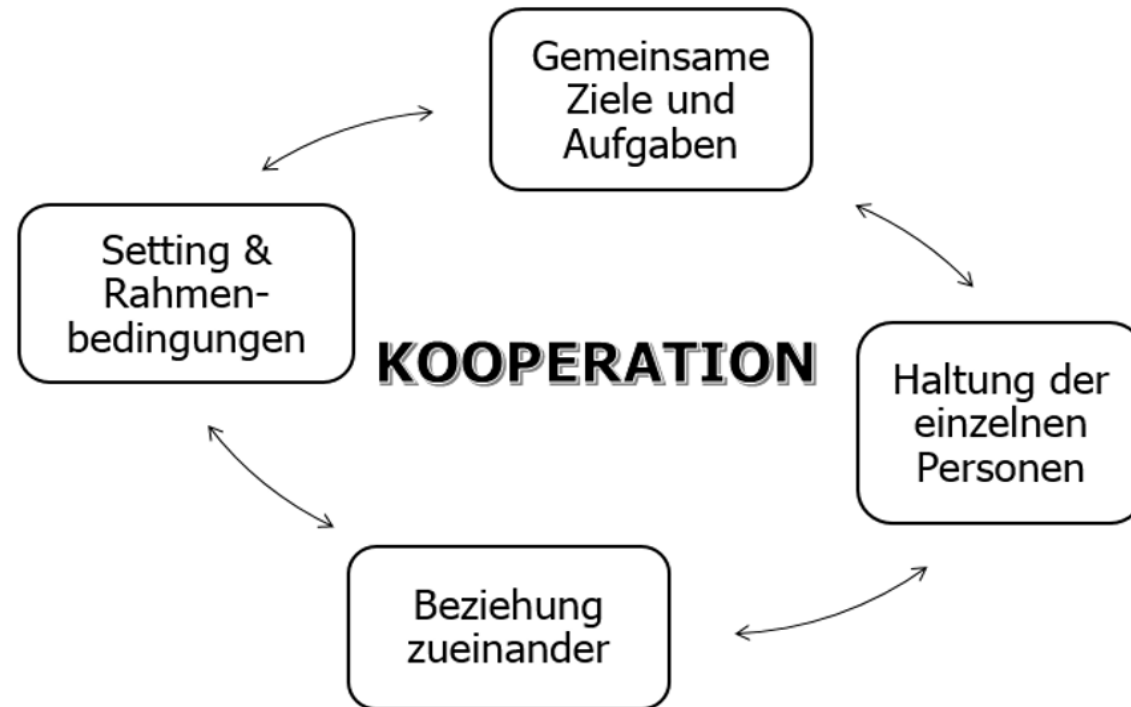 Gemeinsame
Ziele und
Aufgaben
Setting &
Rahmen-
bedingungen
KOOPERATION
Haltung der
einzelnen
Personen
Beziehung
zueinander